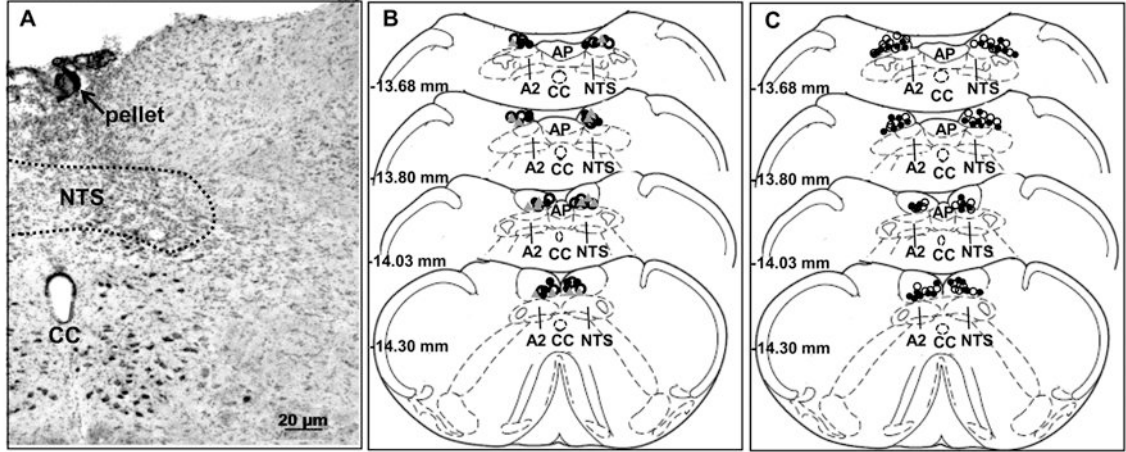 A
pellet
NTS
CC
20 µm
B
AP
A2 CC NTS
-13.68 mm
AP
A2 CC NTS
-13.80 mm
AP
A2 CC NTS
-14.03 mm
A2 CC NTS
-14.30 mm
C
AP
A2 CC NTS
-13.68 mm
AP
A2 CC NTS
-13.80 mm
AP
A2 CC NTS
-14.03 mm
A2 CC NTS
-14.30 mm